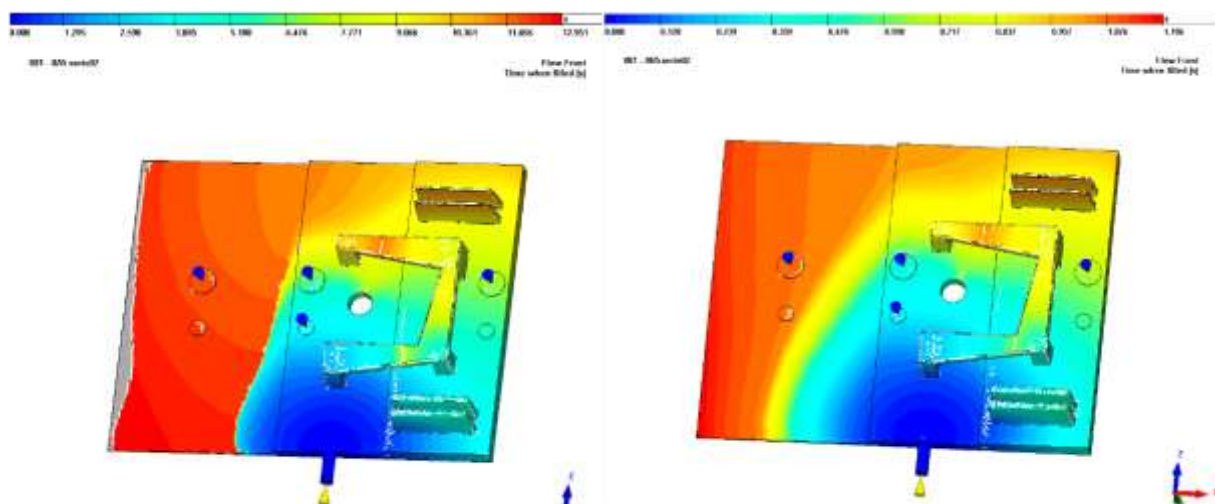 0.000 1.295 2.590 3.885 5.180 6.476 7.771 9.066 10.361 11.656 12.951
Flow Front
Time when filled [s]
0.000 0.120 0.239 0.359 0.478 0.598 0.717 0.837 0.957 1.076 1.196
Flow Front
Time when filled [s]
Z
Z